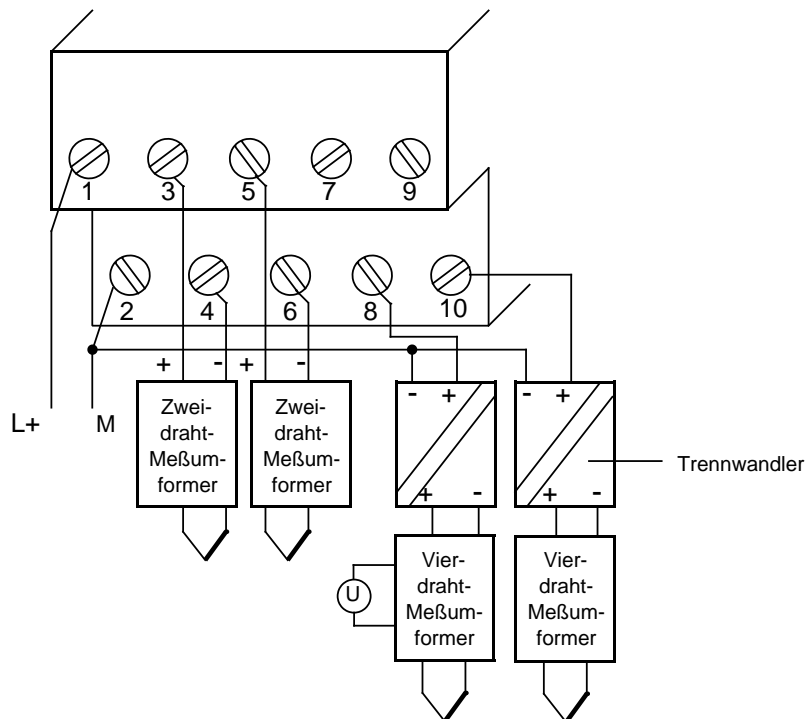 1
3
5
7
9
2
4
6
8
10
+
-
+
-
L+
M
-
+
-
+
Zwei-
draht-
Meßum-
former
Zwei-
draht-
Meßum-
former
Trennwandler
+
-
+
-
U
Vier-
draht-
Meßum-
former
Vier-
draht-
Meßum-
former